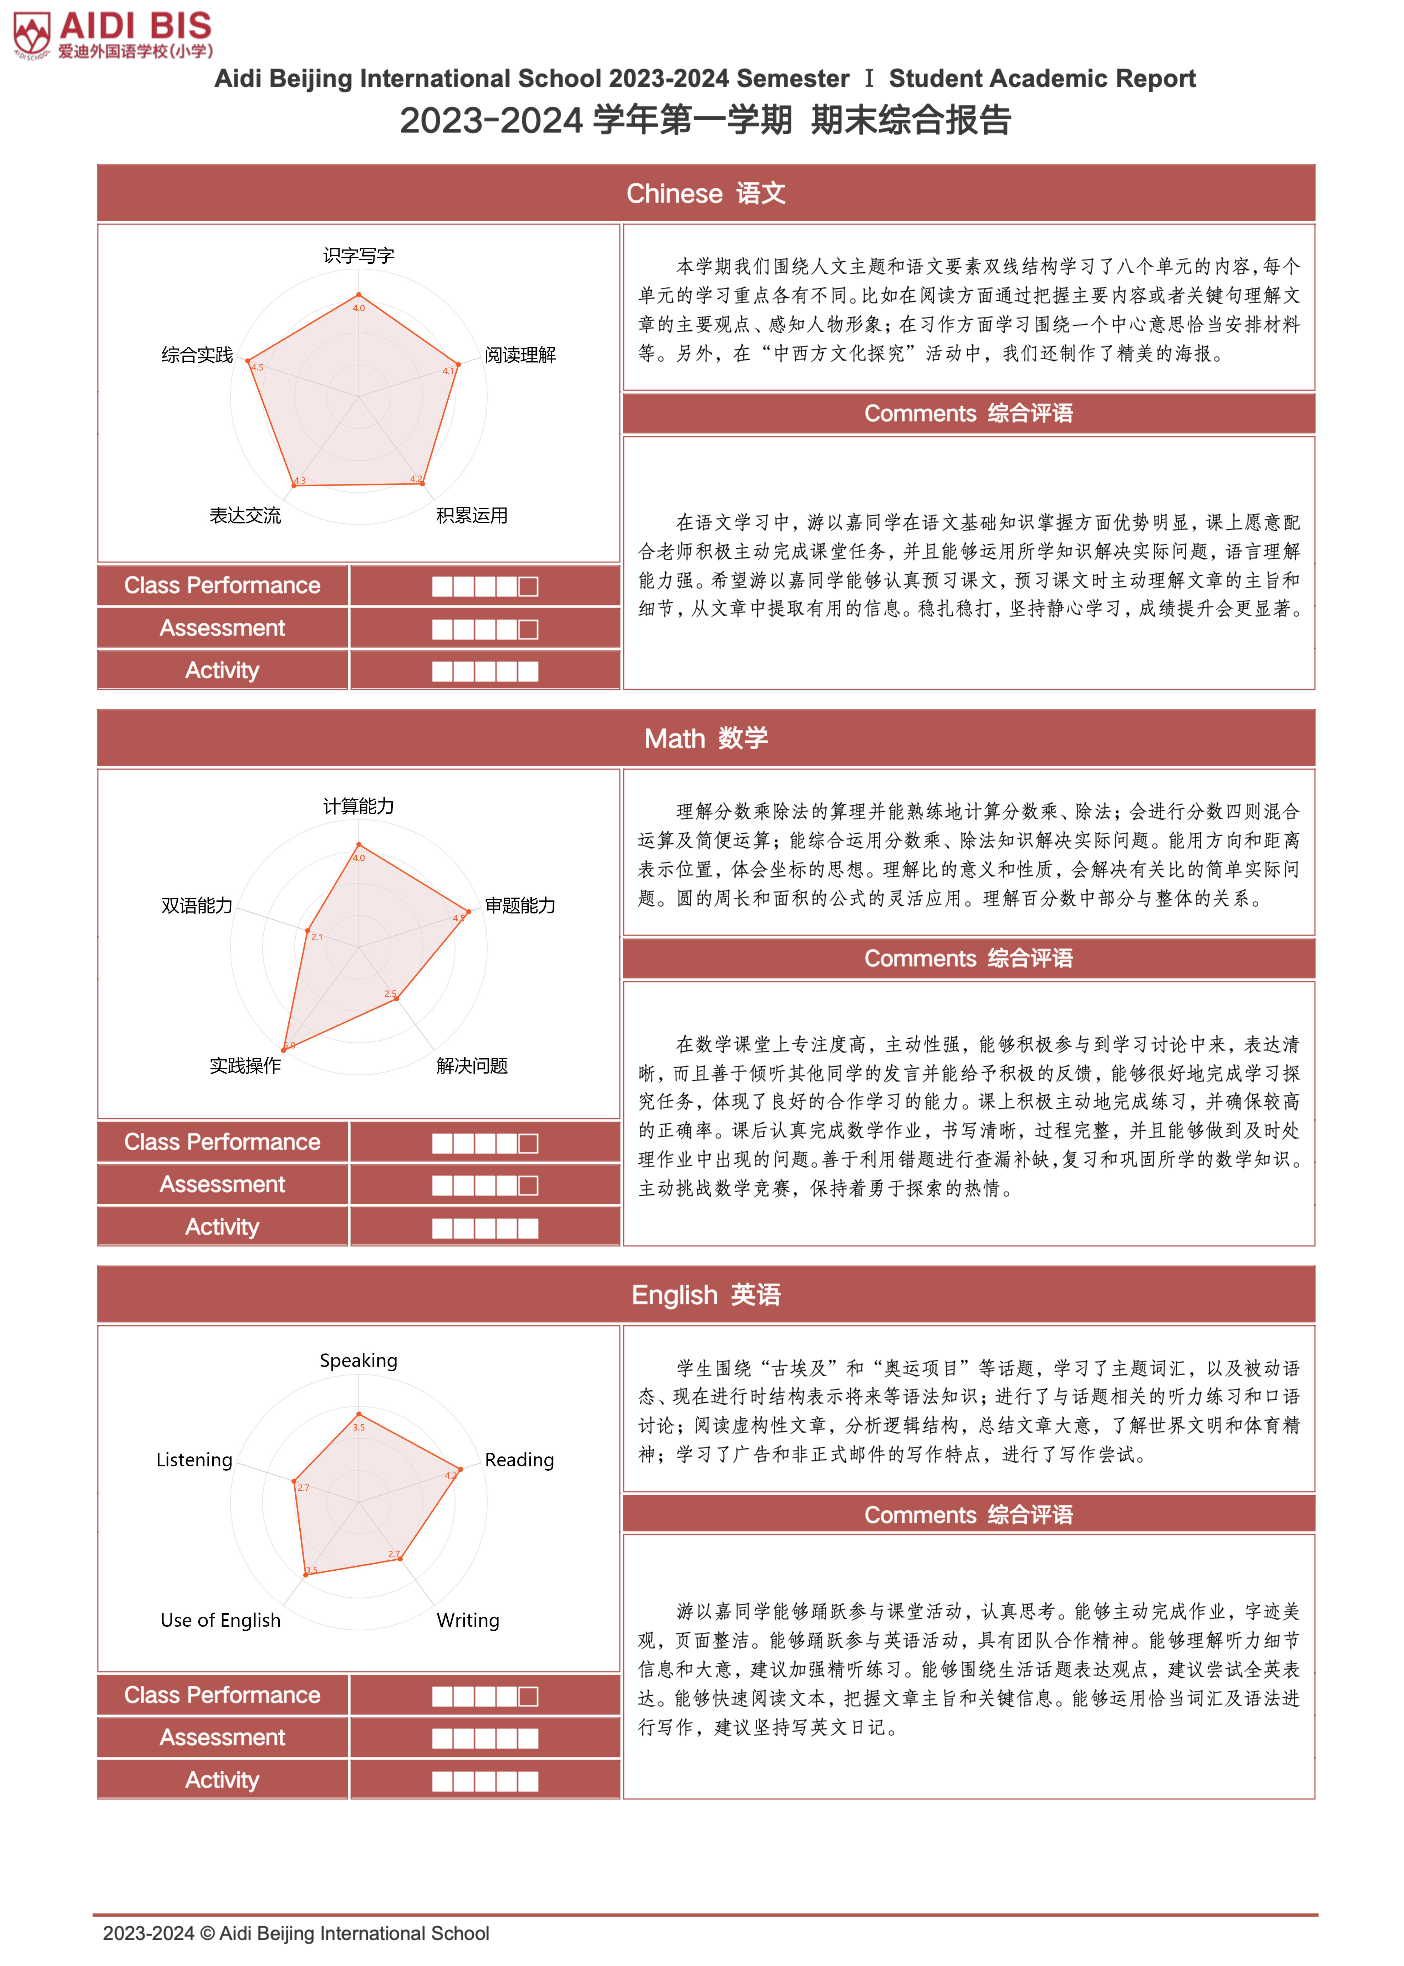 AIDI BIS
爱迪外国语学校(小学)
AIDI SCHOOL
Aidi Beijing International School 2023-2024 Semester Ⅰ Student Academic Report
2023-2024 学年第一学期 期末综合报告
Chinese 语文
识字写字
4.0
综合实践
4.5
阅读理解
4.1
表达交流
4.3
积累运用
4.2
本学期我们围绕人文主题和语文要素双线结构学习了八个单元的内容,每个
单元的学习重点各有不同。比如在阅读方面通过把握主要内容或者关键句理解文
章的主要观点、感知人物形象；在习作方面学习围绕一个中心意思恰当安排材料
等。另外，在“中西方文化探究”活动中，我们还制作了精美的海报。
Comments 综合评语
在语文学习中，游以嘉同学在语文基础知识掌握方面优势明显，课上愿意配
合老师积极主动完成课堂任务，并且能够运用所学知识解决实际问题，语言理解
能力强。希望游以嘉同学能够认真预习课文，预习课文时主动理解文章的主旨和
细节，从文章中提取有用的信息。稳扎稳打，坚持静心学习，成绩提升会更显著。
Class Performance ■■■■□
Assessment ■■■■□
Activity ■■■■■
Math 数学
计算能力
4.0
双语能力
2.1
审题能力
4.5
实践操作
5.0
解决问题
2.5
理解分数乘除法的算理并能熟练地计算分数乘、除法；会进行分数四则混合
运算及简便运算；能综合运用分数乘、除法知识解决实际问题。能用方向和距离
表示位置，体会坐标的思想。理解比的意义和性质，会解决有关比的简单实际问
题。圆的周长和面积的公式的灵活应用。理解百分数中部分与整体的关系。
Comments 综合评语
在数学课堂上专注度高，主动性强，能够积极参与到学习讨论中来，表达清
晰，而且善于倾听其他同学的发言并能给予积极的反馈，能够很好地完成学习探
究任务，体现了良好的合作学习的能力。课上积极主动地完成练习，并确保较高
的正确率。课后认真完成数学作业，书写清晰，过程完整，并且能够做到及时处
理作业中出现的问题。善于利用错题进行查漏补缺,复习和巩固所学的数学知识。
主动挑战数学竞赛，保持着勇于探索的热情。
Class Performance ■■■■□
Assessment ■■■■□
Activity ■■■■■
English 英语
Speaking
3.5
Listening
2.7
Reading
4.2
Use of English
3.5
Writing
2.7
学生围绕“古埃及”和“奥运项目”等话题，学习了主题词汇，以及被动语
态、现在进行时结构表示将来等语法知识；进行了与话题相关的听力练习和口语
讨论；阅读虚构性文章，分析逻辑结构，总结文章大意，了解世界文明和体育精
神；学习了广告和非正式邮件的写作特点，进行了写作尝试。
Comments 综合评语
游以嘉同学能够踊跃参与课堂活动，认真思考。能够主动完成作业，字迹美
观，页面整洁。能够踊跃参与英语活动，具有团队合作精神。能够理解听力细节
信息和大意，建议加强精听练习。能够围绕生活话题表达观点，建议尝试全英表
达。能够快速阅读文本，把握文章主旨和关键信息。能够运用恰当词汇及语法进
行写作，建议坚持写英文日记。
Class Performance ■■■■□
Assessment ■■■■■
Activity ■■■■■
2023-2024 © Aidi Beijing International School